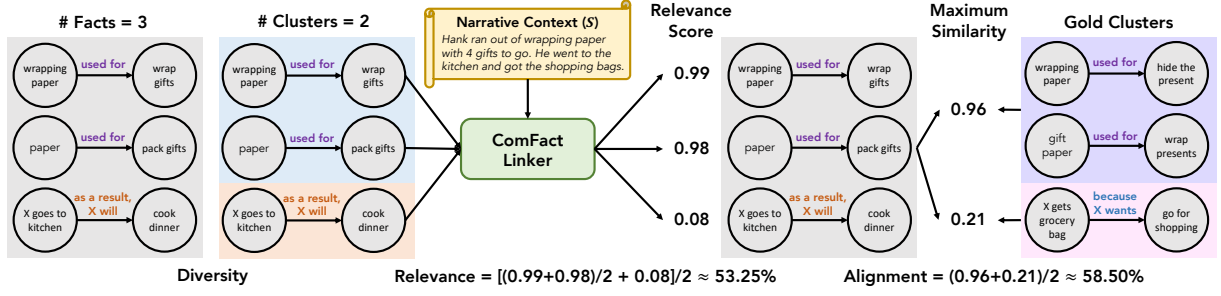 # Facts = 3
wrapping
paper
used for
wrap
gifts
paper
used for
pack gifts
X goes to
kitchen
as a result,
X will
cook
dinner
Diversity
# Clusters = 2
wrapping
paper
used for
wrap
gifts
paper
used for
pack gifts
X goes to
kitchen
as a result,
X will
cook
dinner
Narrative Context (S)
Hank ran out of wrapping paper
with 4 gifts to go. He went to the
kitchen and got the shopping bags.
ComFact
Linker
Relevance
Score
0.99
0.98
0.08
Relevance = [(0.99+0.98)/2 + 0.08]/2 ≈ 53.25%
wrapping
paper
used for
wrap
gifts
paper
used for
pack gifts
X goes to
kitchen
as a result,
X will
cook
dinner
Maximum
Similarity
0.96
0.21
Gold Clusters
wrapping
paper
used for
hide the
present
gift
paper
used for
wrap
presents
X gets
grocery
bag
because
X wants
go for
shopping
Alignment = (0.96+0.21)/2 ≈ 58.50%